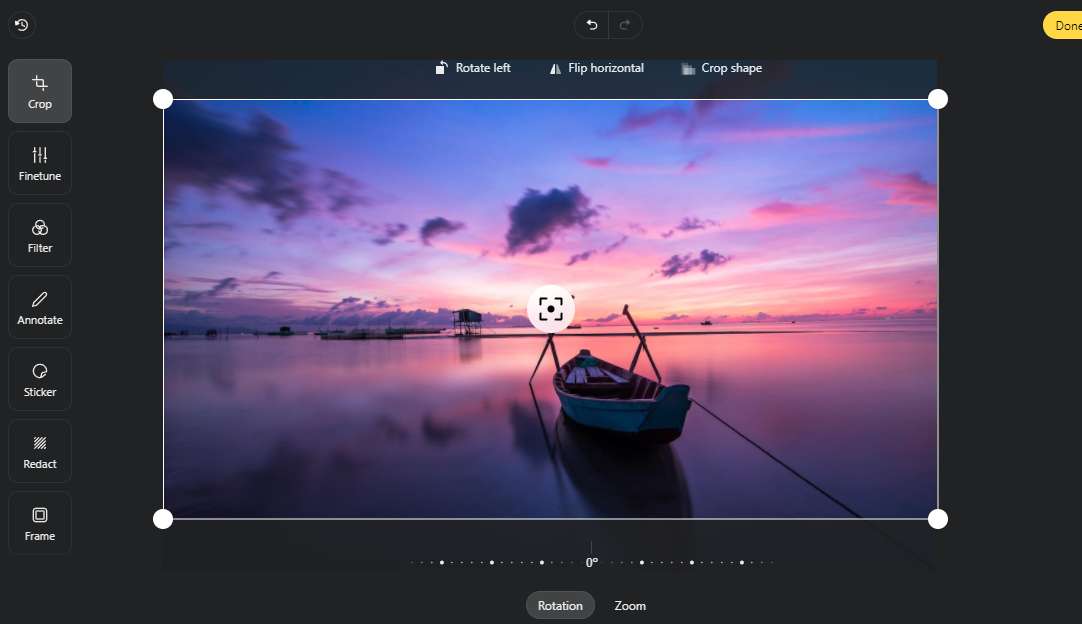 Done
Rotate left
Flip horizontal
Crop shape
Crop
Finetune
Filter
Annotate
Sticker
Redact
Frame
0°
Rotation
Zoom